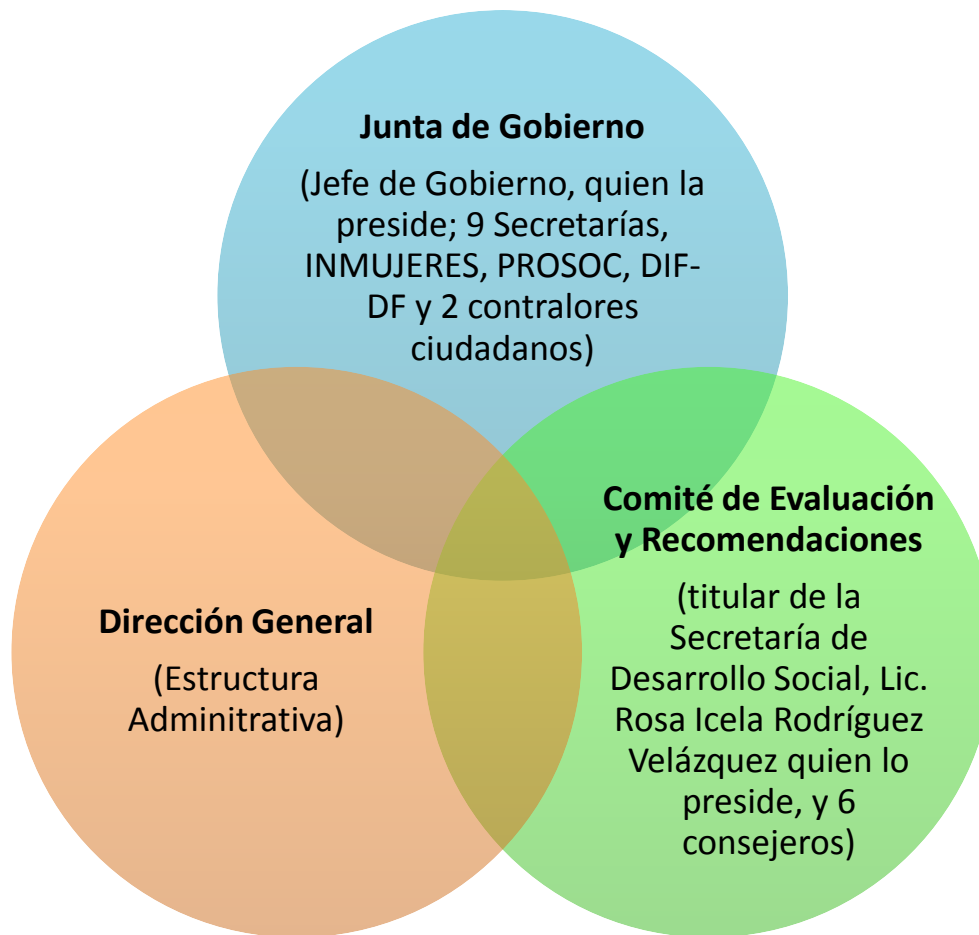 Junta de Gobierno
(Jefe de Gobierno, quien la
preside; 9 Secretarías,
INMUJERES, PROSOC, DIF-
DF y 2 contralores
ciudadanos)
Dirección General
(Estructura
Adminitrativa)
Comité de Evaluación
y Recomendaciones
(titular de la
Secretaría de
Desarrollo Social, Lic.
Rosa Icela Rodríguez
Velázquez quien lo
preside, y 6
consejeros)